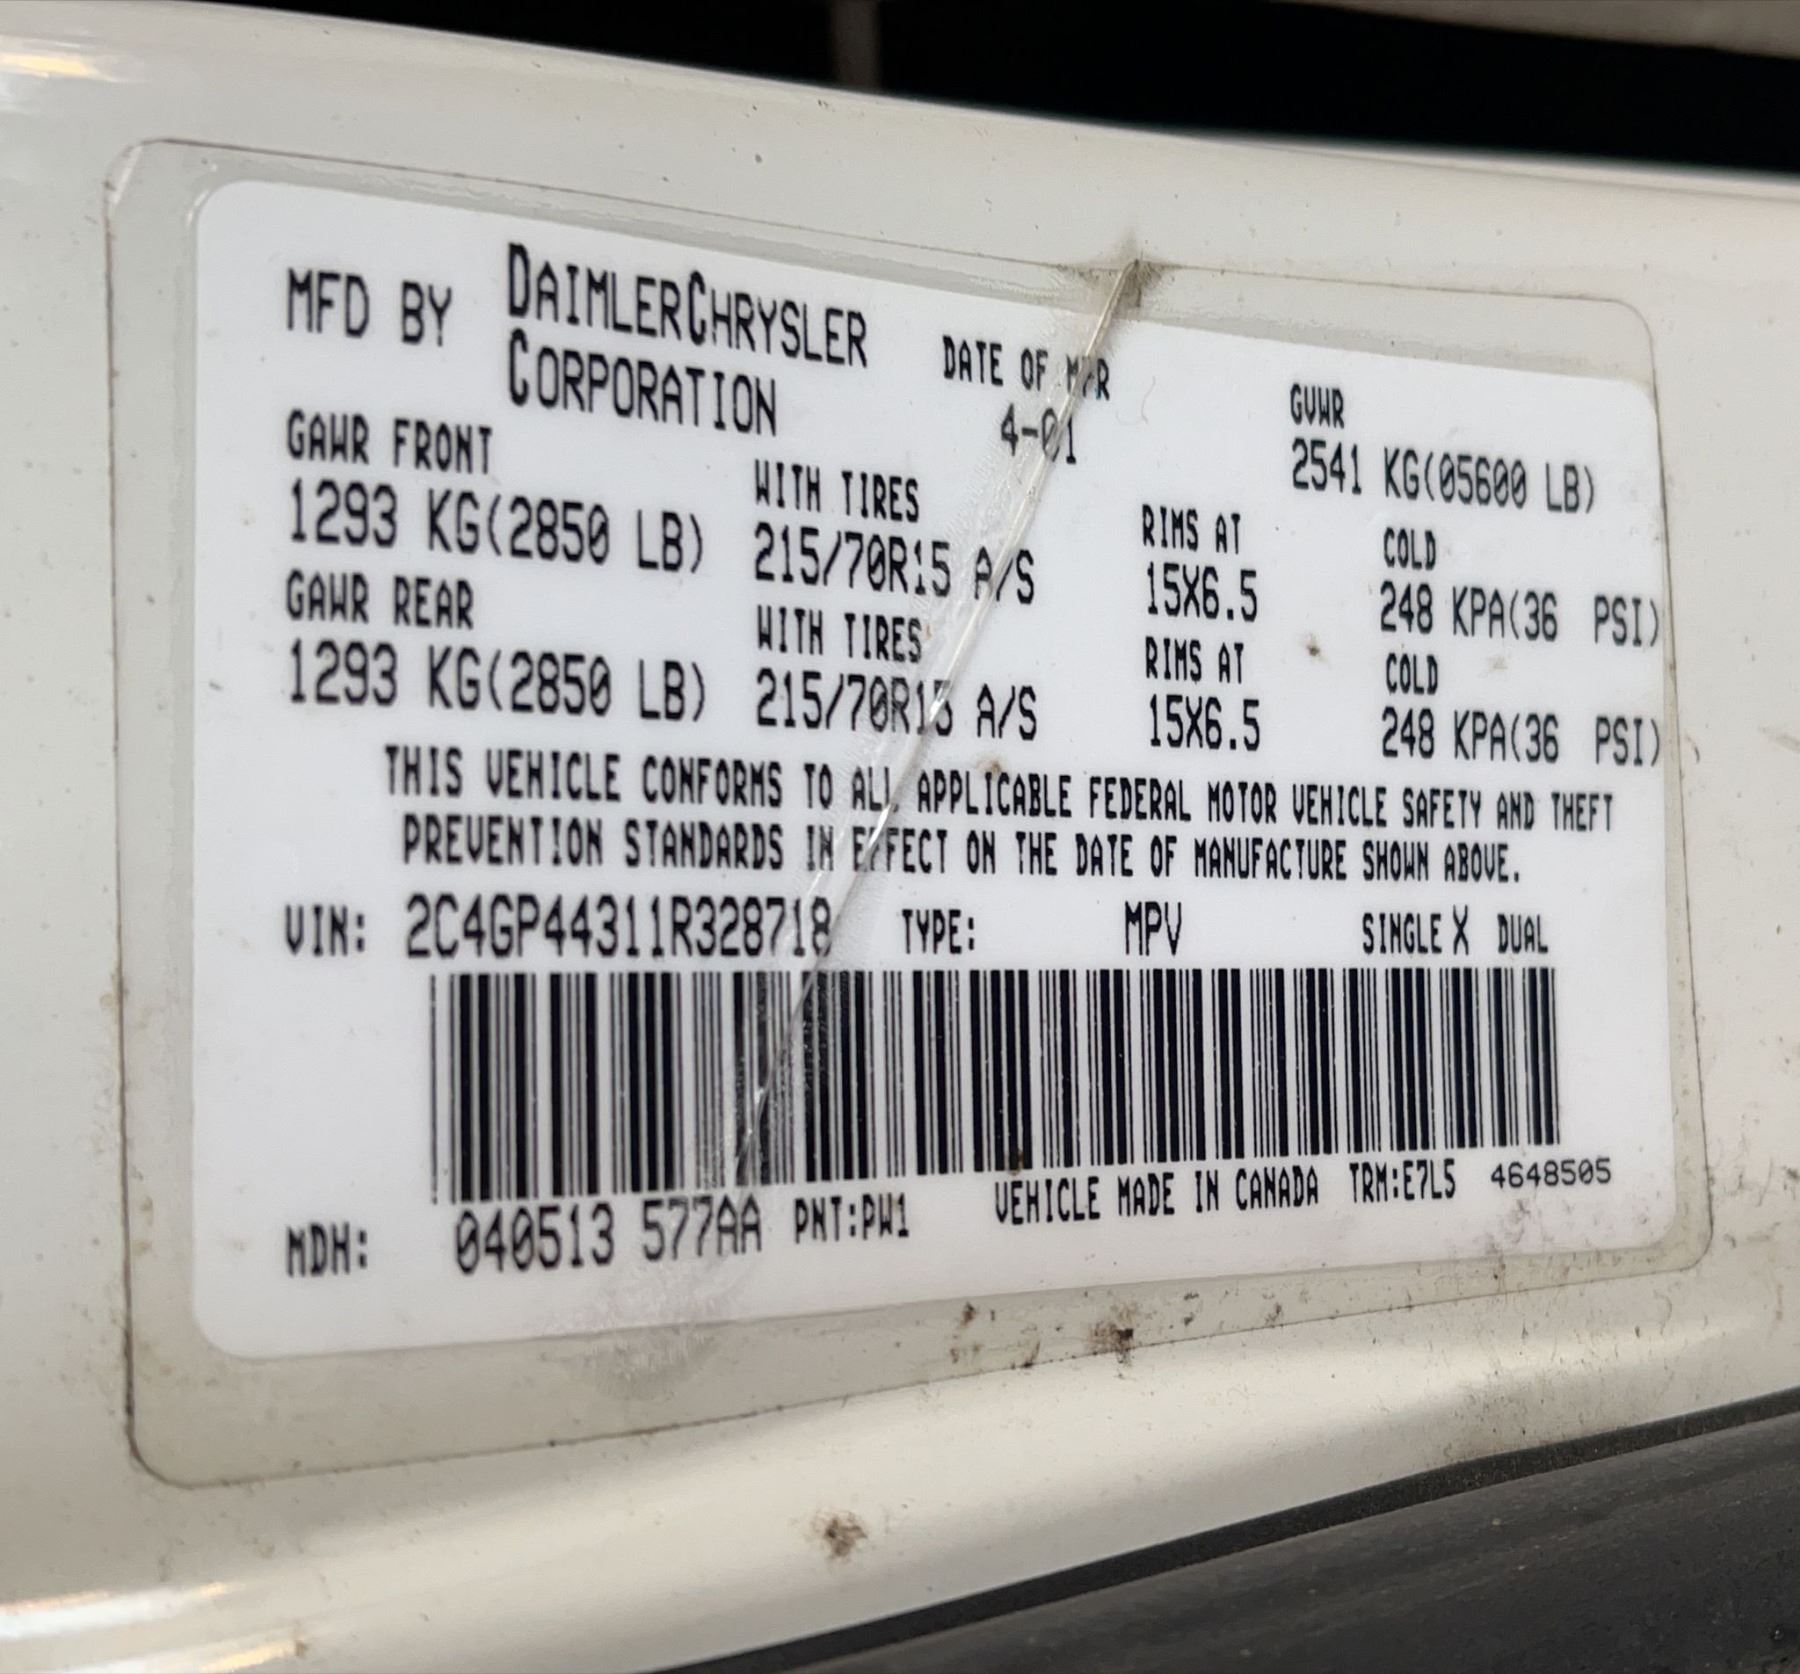 MFD BY DAIMLERCHRYSLER CORPORATION
DATE OF MFR
4-01
GVWR
2541 KG(05600 LB)
GAWR FRONT WITH TIRES RIMS AT COLD
1293 KG(2850 LB) 215/70R15 A/S 15X6.5 248 KPA(36 PSI)
GAWR REAR WITH TIRES RIMS AT COLD
1293 KG(2850 LB) 215/70R15 A/S 15X6.5 248 KPA(36 PSI)
THIS VEHICLE CONFORMS TO ALL APPLICABLE FEDERAL MOTOR VEHICLE SAFETY AND THEFT
PREVENTION STANDARDS IN EFFECT ON THE DATE OF MANUFACTURE SHOWN ABOVE.
VIN: 2C4GP44311R328718 TYPE: MPV SINGLE X DUAL
MDH: 040513 577AA PNT:PW1 VEHICLE MADE IN CANADA TRM:E7L5 4648505